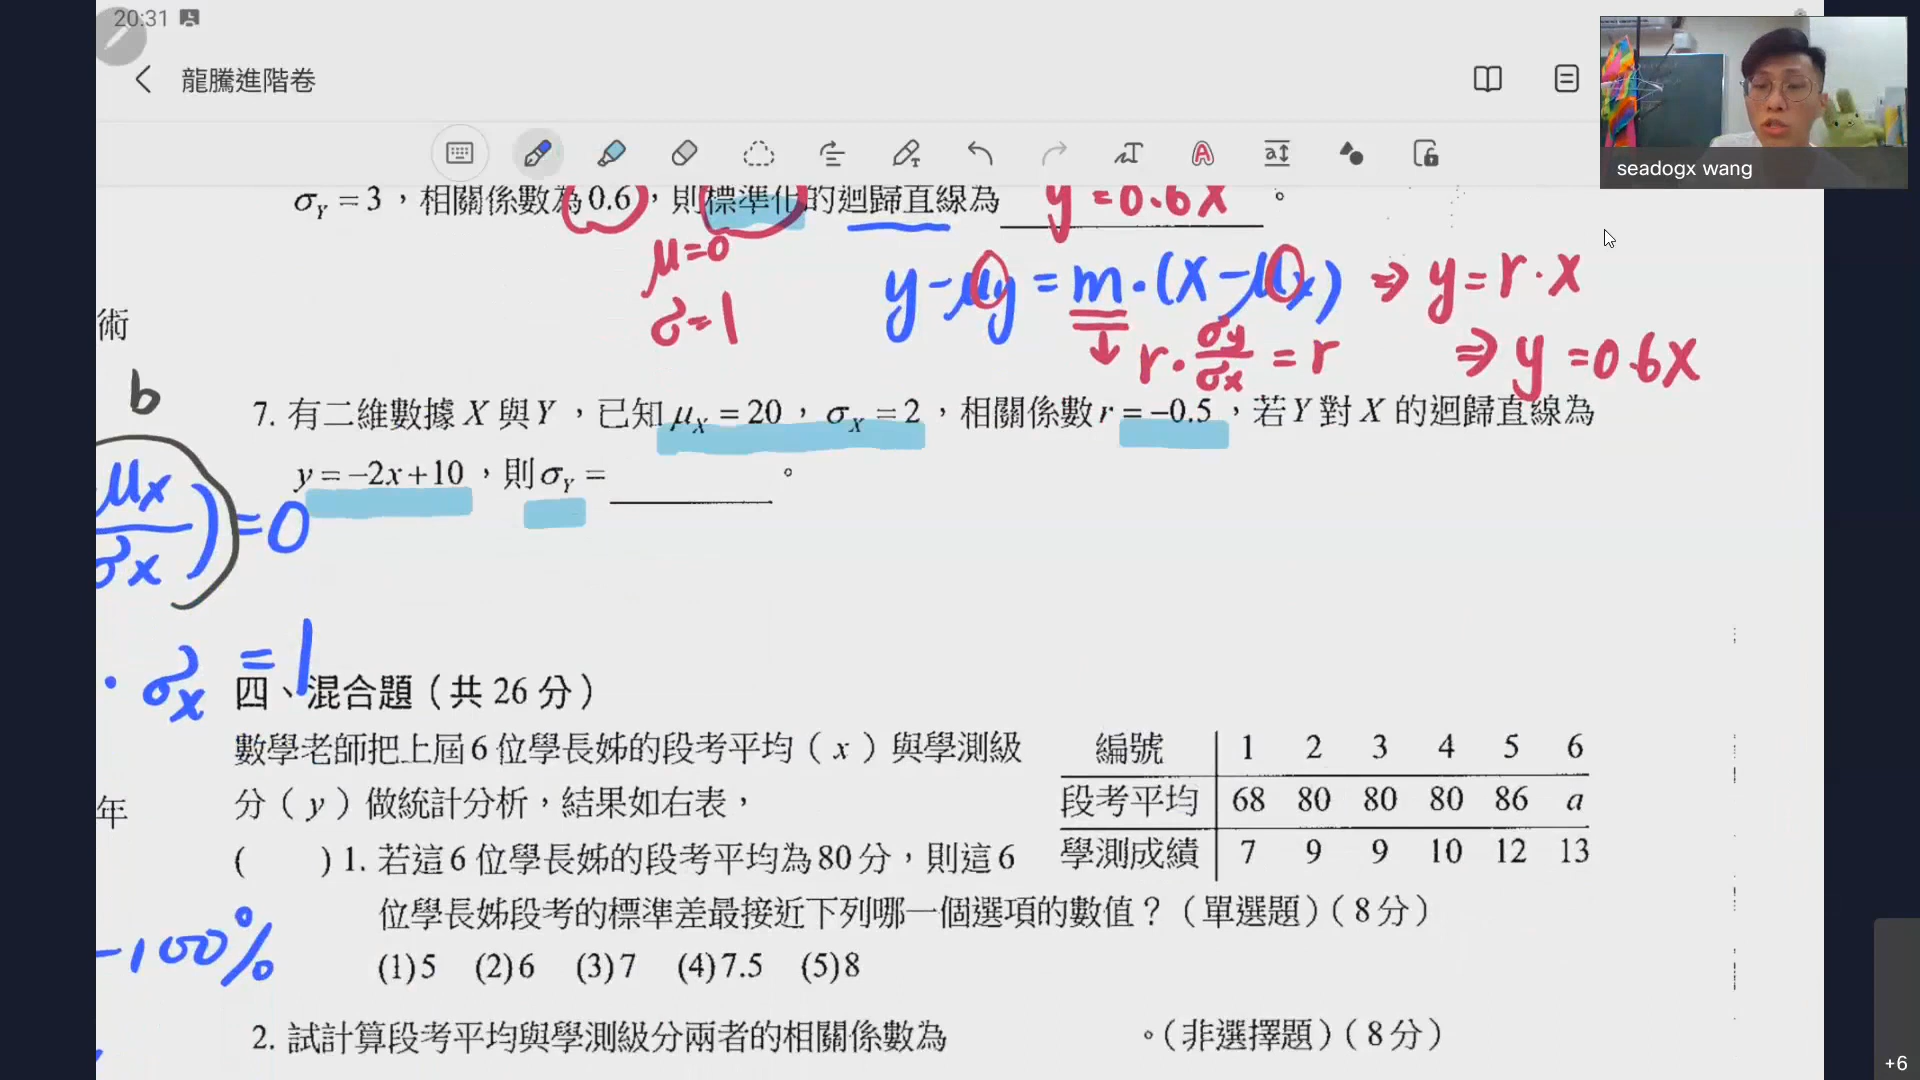 20:31
龍騰進階卷
seadogx wang
σY = 3，相關係數為 0.6，則標準化的迴歸直線為 y = 0.6x 。
μ=0
σ=1
y-μy = m·(x-μx) ⇒ y = r·x
r·σy/σx = r ⇒ y = 0.6x
術
b
7. 有二維數據 X 與 Y，已知 μX = 20，σX = 2，相關係數 r = −0.5，若 Y 對 X 的迴歸直線為
y = −2x+10，則 σY = 。
μx
σx ) = 0
· σx = 1
四、混合題（共 26 分）
數學老師把上屆 6 位學長姊的段考平均（x）與學測級
分（y）做統計分析，結果如右表，
編號 1 2 3 4 5 6
段考平均 68 80 80 80 86 a
學測成績 7 9 9 10 12 13
年
( ) 1. 若這 6 位學長姊的段考平均為 80 分，則這 6
位學長姊段考的標準差最接近下列哪一個選項的數值？（單選題）（8 分）
-100%
(1)5 (2)6 (3)7 (4)7.5 (5)8
2. 試計算段考平均與學測級分兩者的相關係數為 。（非選擇題）（8 分）
+6